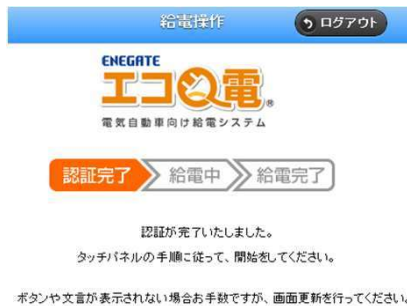 給電操作
ログアウト
ENEGATE
エコQ電®
電気自動車向け給電システム
認証完了
給電中
給電完了
認証が完了いたしました。
タッチパネルの手順に従って、開始をしてください。
ボタンや文言が表示されない場合お手数ですが、画面更新を行ってください。